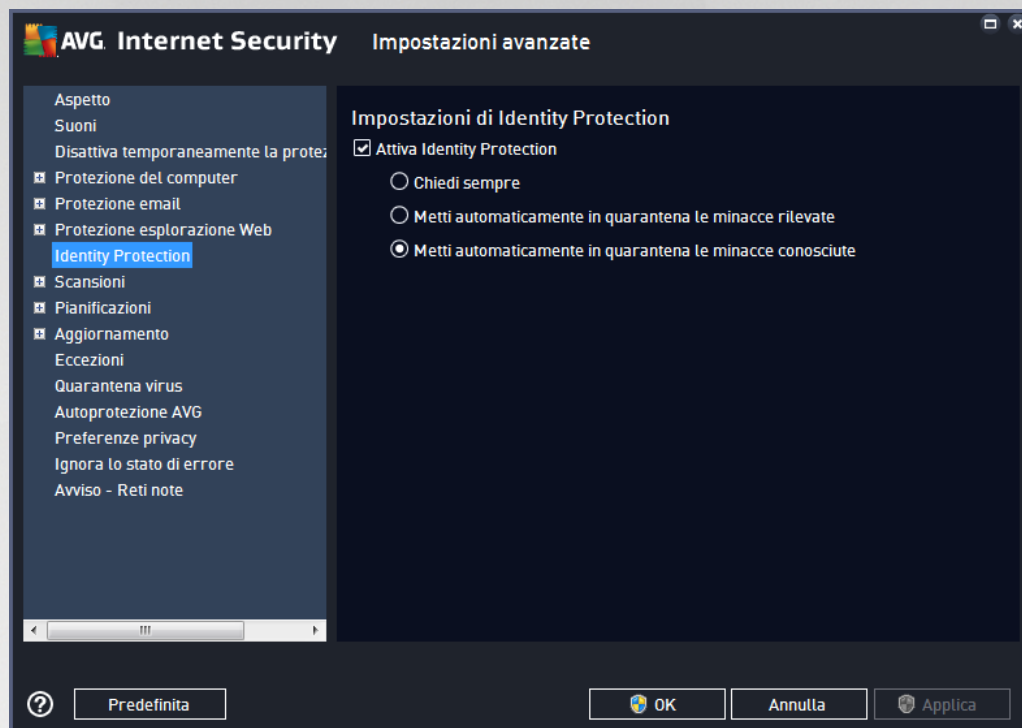 AVG. Internet Security Impostazioni avanzate
Aspetto
Suoni
Disattiva temporaneamente la protez
Protezione del computer
Protezione email
Protezione esplorazione Web
Identity Protection
Scansioni
Pianificazioni
Aggiornamento
Eccezioni
Quarantena virus
Autoprotezione AVG
Preferenze privacy
Ignora lo stato di errore
Avviso - Reti note
Impostazioni di Identity Protection
Attiva Identity Protection
Chiedi sempre
Metti automaticamente in quarantena le minacce rilevate
Metti automaticamente in quarantena le minacce conosciute
Predefinita
OK
Annulla
Applica